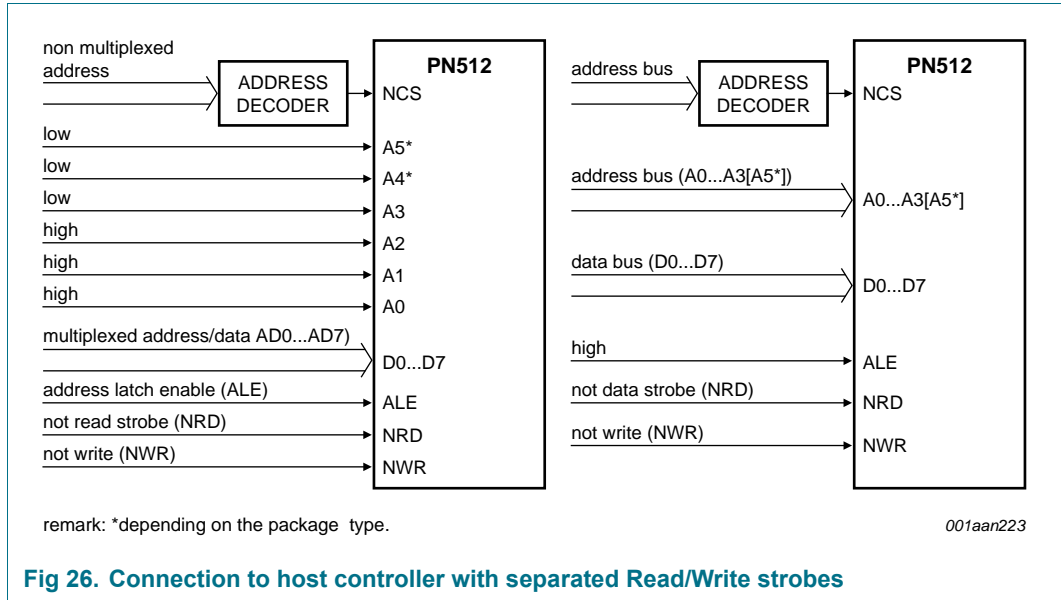 non multiplexed
address
ADDRESS
DECODER
PN512
NCS
low
A5*
low
A4*
low
A3
high
A2
high
A1
high
A0
multiplexed address/data AD0...AD7)
D0...D7
address latch enable (ALE)
ALE
not read strobe (NRD)
NRD
not write (NWR)
NWR
address bus
ADDRESS
DECODER
PN512
NCS
address bus (A0...A3[A5*])
A0...A3[A5*]
data bus (D0...D7)
D0...D7
high
ALE
not data strobe (NRD)
NRD
not write (NWR)
NWR
remark: *depending on the package type.
001aan223
Fig 26. Connection to host controller with separated Read/Write strobes